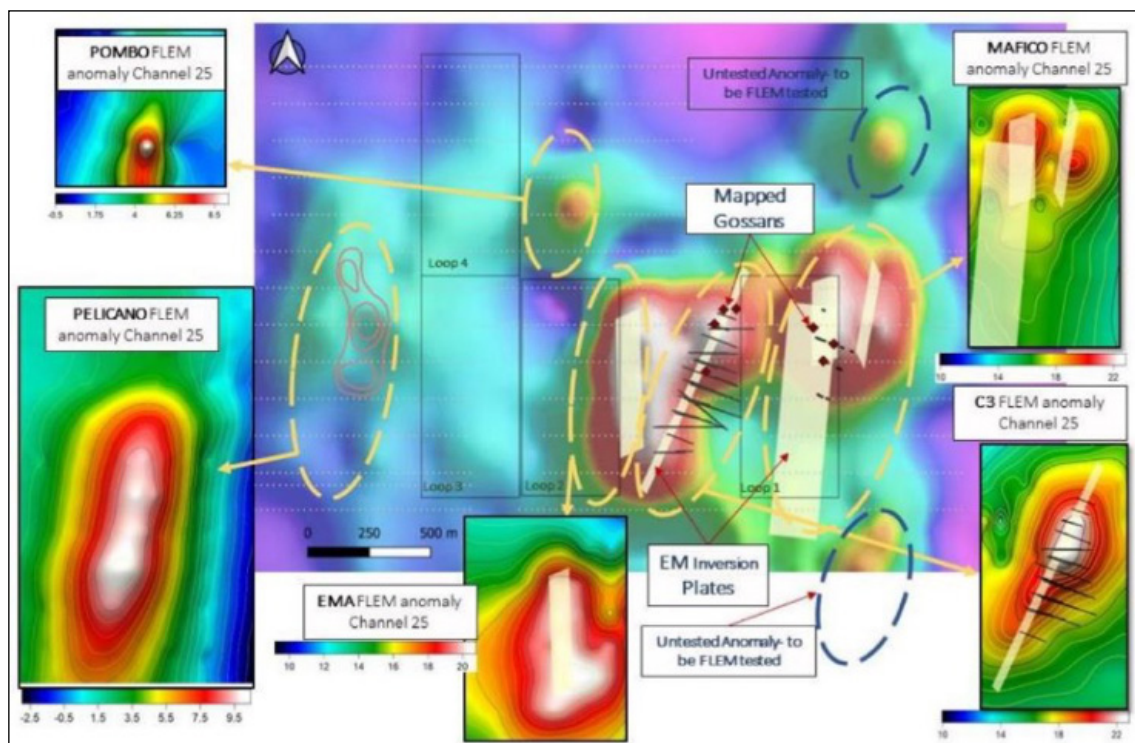 POMBO FLEM
anomaly Channel 25
-0.5 1.75 4 6.25 8.5
PELICANO FLEM
anomaly Channel 25
-2.5 -0.5 1.5 3.5 5.5 7.5 9.5
Untested Anomaly- to
be FLEM tested
Mapped
Gossans
Loop 4
Loop 3
Loop 2
Loop 1
0 250 500 m
EM Inversion
Plates
Untested Anomaly- to
be FLEM tested
EMA FLEM anomaly
Channel 25
10 12 14 16 18 20
MAFICO FLEM
anomaly Channel 25
10 12 14 16 18 22
C3 FLEM anomaly
Channel 25
10 12 14 16 18 22